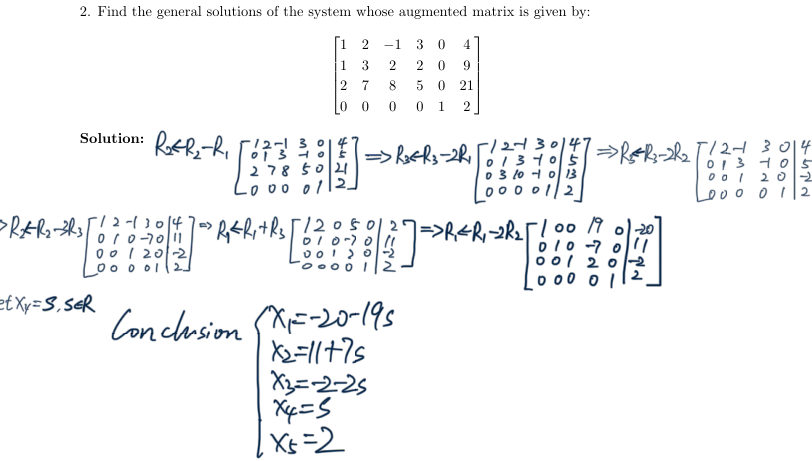 2. Find the general solutions of the system whose augmented matrix is given by:
1 2 −1 3 0 4
1 3 2 2 0 9
2 7 8 5 0 21
0 0 0 0 1 2
Solution: R₂←R₂-R₁ [1 2 -1 3 0 | 4; 0 1 3 -1 0 | 5; 2 7 8 5 0 | 21; 0 0 0 0 1 | 2] ⇒ R₃←R₃-2R₁ [1 2 -1 3 0 | 4; 0 1 3 -1 0 | 5; 0 3 10 -1 0 | 13; 0 0 0 0 1 | 2] ⇒ R₃←R₃-2R₂ [1 2 -1 3 0 | 4; 0 1 3 -1 0 | 5; 0 0 1 2 0 | -2; 0 0 0 0 1 | 2
R₂←R₂-3R₃ [1 2 -1 3 0 | 4; 0 1 0 -7 0 | 11; 0 0 1 2 0 | -2; 0 0 0 0 1 | 2] ⇒ R₁←R₁+R₃ [1 2 0 5 0 | 2; 0 1 0 -7 0 | 11; 0 0 1 2 0 | -2; 0 0 0 0 1 | 2] ⇒ R₁←R₁-2R₂ [1 0 0 19 0 | -20; 0 1 0 -7 0 | 11; 0 0 1 2 0 | -2; 0 0 0 0 1 | 2]
et x₄=s, s∈R
Conclusion
x₁=-20-19s
x₂=11+7s
x₃=-2-2s
x₄=s
x₅=2